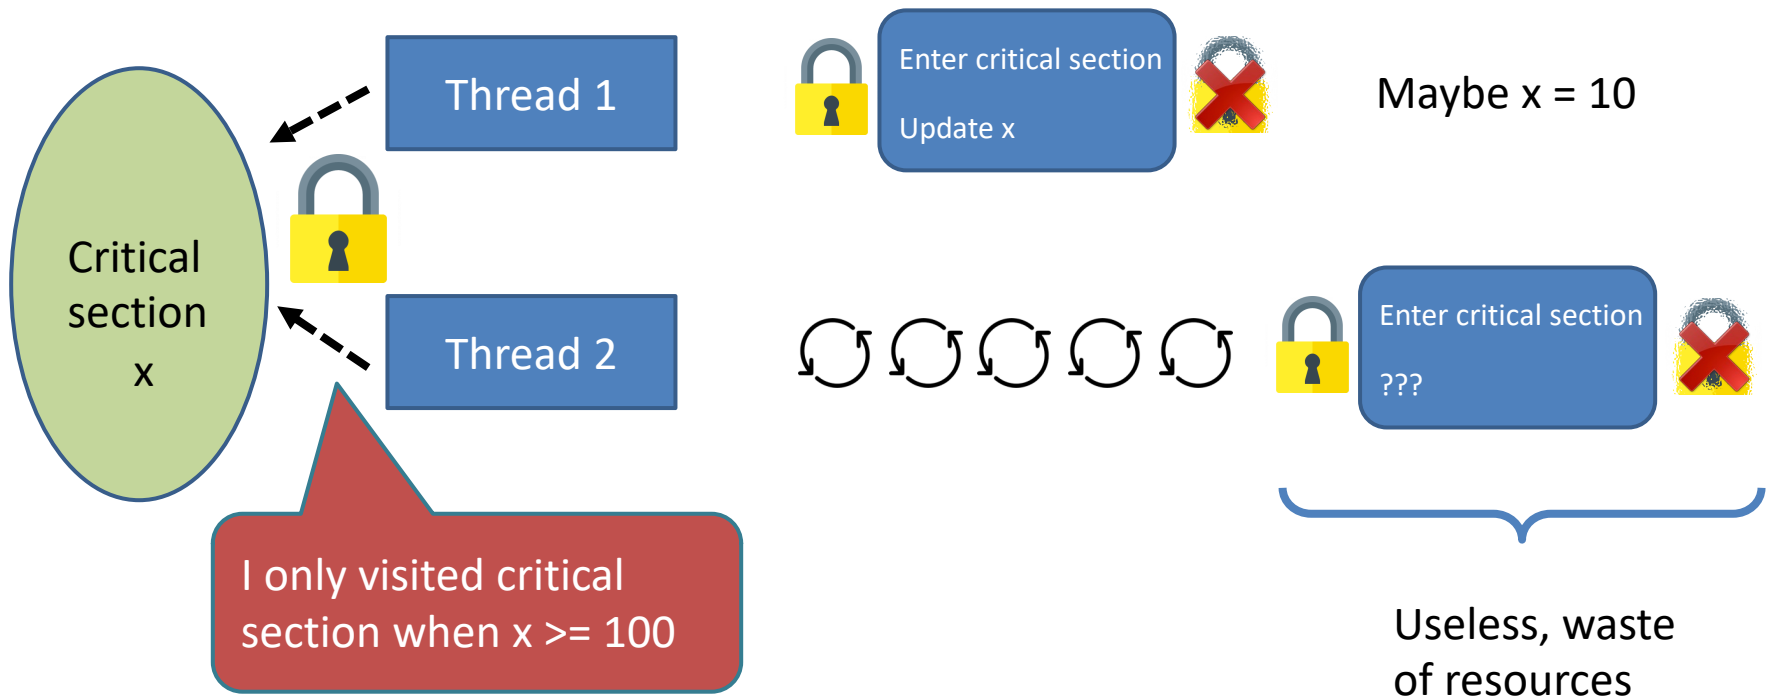 Thread 1
Enter critical section
Update x
Maybe x = 10
Critical
section
x
Thread 2
Enter critical section
???
I only visited critical
section when x >= 100
Useless, waste
of resources